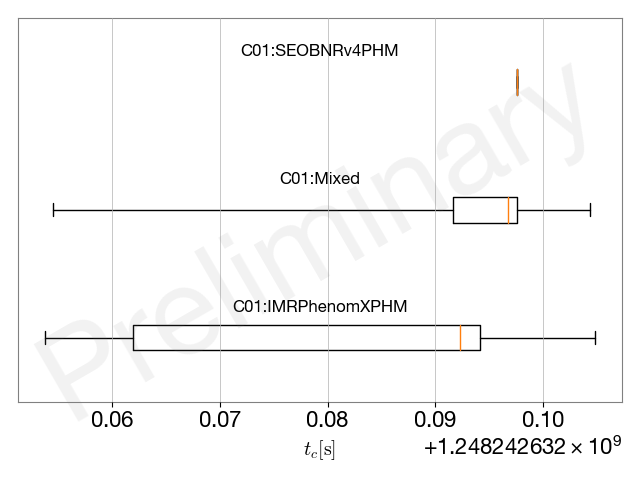 C01:SEOBNRv4PHM
C01:Mixed
C01:IMRPhenomXPHM
Preliminary
0.06 0.07 0.08 0.09 0.10
t_c[s]
+1.248242632 × 10⁹